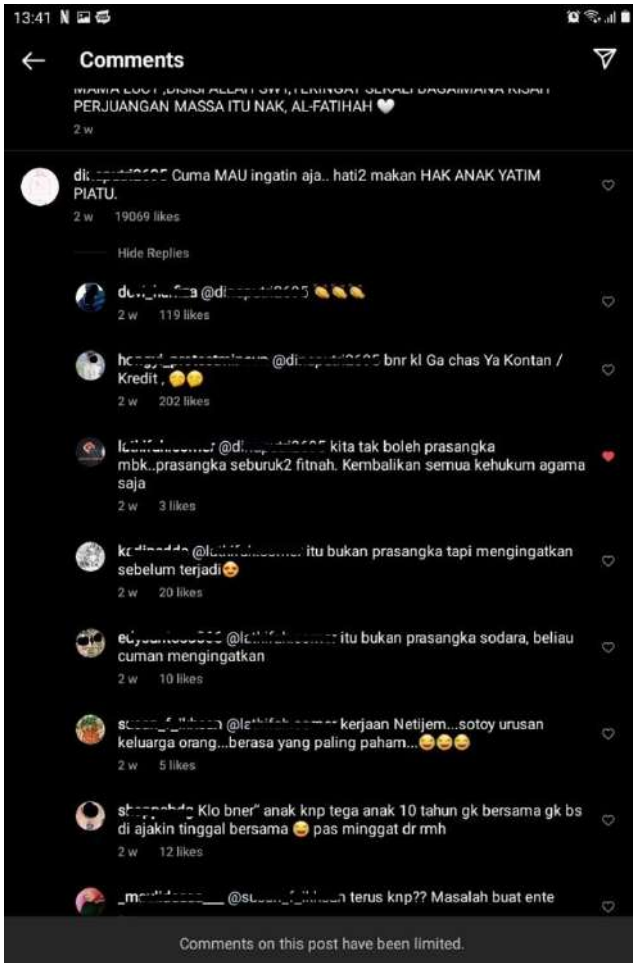 13:41
Comments
PERJUANGAN MASSA ITU NAK, AL-FATIHAH 🤍
2 w
Cuma MAU ingatin aja.. hati2 makan HAK ANAK YATIM
PIATU.
2 w 19069 likes
Hide Replies
2 w 119 likes
bnr kl Ga chas Ya Kontan /
Kredit ,
2 w 202 likes
kita tak boleh prasangka
mbk..prasangka seburuk2 fitnah. Kembalikan semua kehukum agama
saja
2 w 3 likes
itu bukan prasangka tapi mengingatkan
sebelum terjadi😍
2 w 20 likes
itu bukan prasangka sodara, beliau
cuman mengingatkan
2 w 10 likes
kerjaan Netijem...sotoy urusan
keluarga orang...berasa yang paling paham...😂😂😂
2 w 5 likes
Klo bner" anak knp tega anak 10 tahun gk bersama gk bs
di ajakin tinggal bersama 😂 pas minggat dr rmh
2 w 12 likes
terus knp?? Masalah buat ente
Comments on this post have been limited.